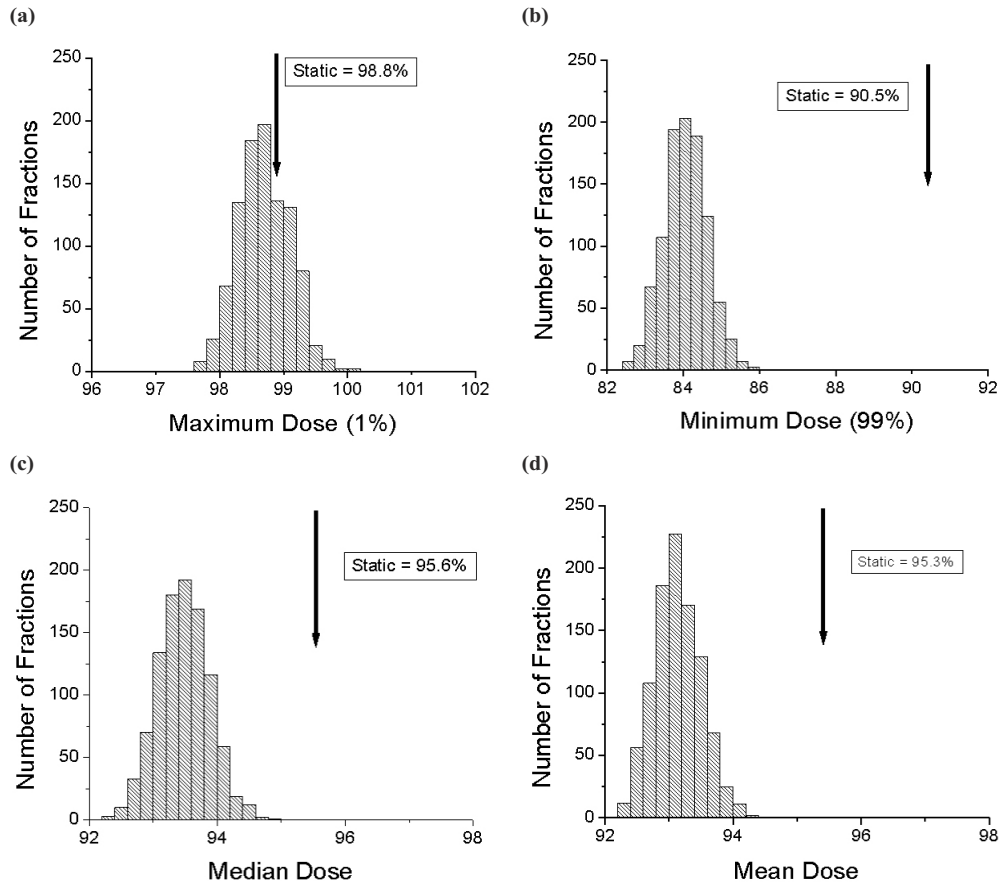 (a)
250
200
150
100
50
0
Number of Fractions
Static = 98.8%
96 97 98 99 100 101 102
Maximum Dose (1%)
(b)
250
200
150
100
50
0
Number of Fractions
Static = 90.5%
82 84 86 88 90 92
Minimum Dose (99%)
(c)
250
200
150
100
50
0
Number of Fractions
Static = 95.6%
92 94 96 98
Median Dose
(d)
250
200
150
100
50
0
Number of Fractions
Static = 95.3%
92 94 96 98
Mean Dose